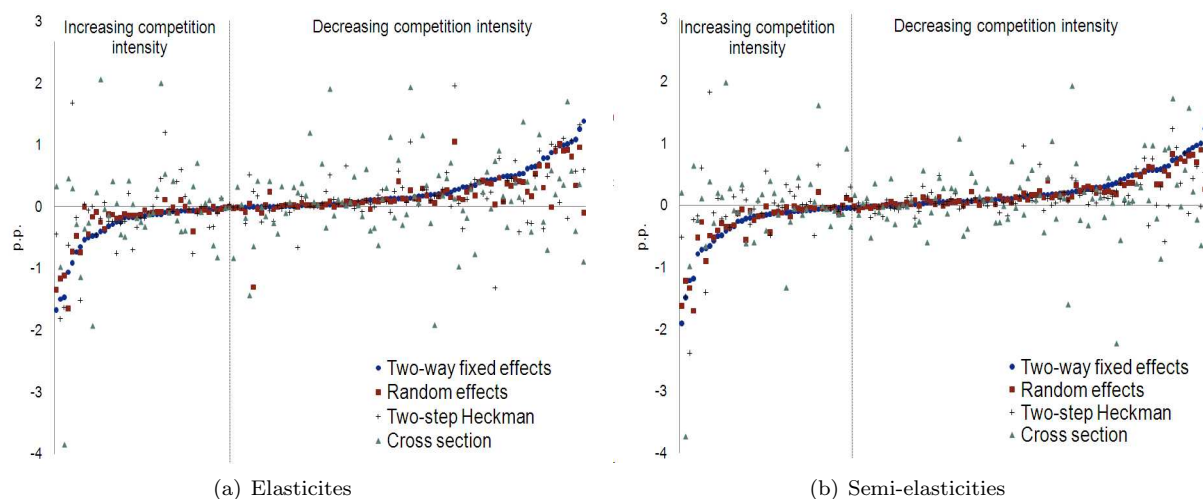 3
Increasing competition
intensity
Decreasing competition intensity
2
1
0
p.p.
-1
-2
-3
-4
Two-way fixed effects
Random effects
Two-step Heckman
Cross section
(a) Elasticites
3
Increasing competition
intensity
Decreasing competition intensity
2
1
0
p.p.
-1
-2
-3
-4
Two-way fixed effects
Random effects
Two-step Heckman
Cross section
(b) Semi-elasticities